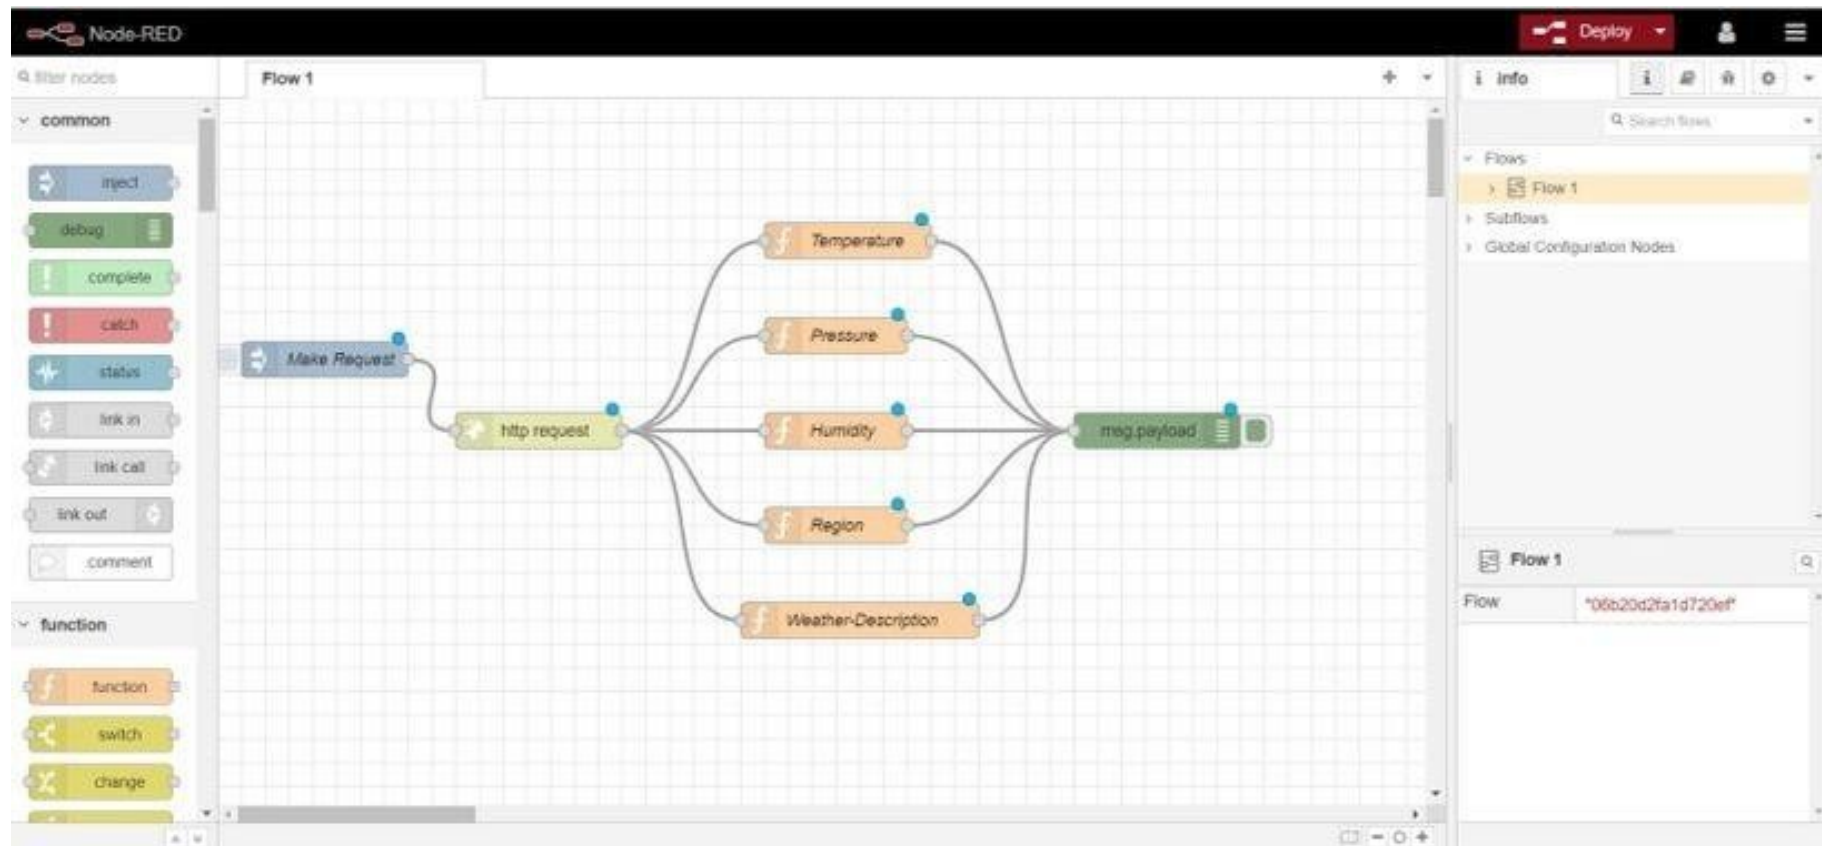 Node-RED
Deploy
filter nodes
Flow 1
info
common
Search flows
inject
debug
complete
catch
status
link in
link call
link out
comment
function
function
switch
change
Make Request
http request
Temperature
Pressure
Humidity
Region
Weather-Description
msg.payload
Flows
Flow 1
Subflows
Global Configuration Nodes
Flow 1
Flow
"06b20d2fa1d720ef"